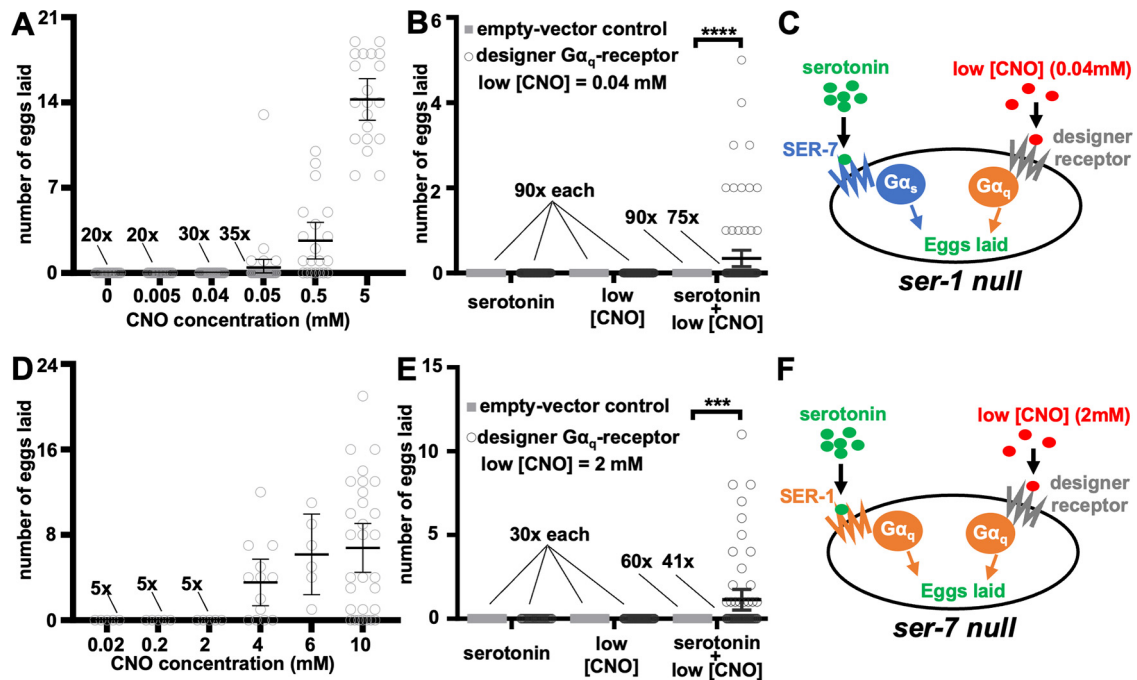 A
number of eggs laid
21
14
7
0
20x 20x 30x 35x
0 0.005 0.04 0.05 0.5 5
CNO concentration (mM)
B
number of eggs laid
6
4
2
0
empty-vector control
designer Gαq-receptor
low [CNO] = 0.04 mM
****
90x each
90x 75x
serotonin
low
[CNO]
serotonin
+
low [CNO]
C
serotonin
low [CNO] (0.04mM)
SER-7
designer
receptor
Gαs
Gαq
Eggs laid
ser-1 null
D
number of eggs laid
24
16
8
0
5x 5x 5x
0.02 0.2 2 4 6 10
CNO concentration (mM)
E
number of eggs laid
15
10
5
0
empty-vector control
designer Gαq-receptor
low [CNO] = 2 mM
***
30x each
60x 41x
serotonin
low
[CNO]
serotonin
+
low [CNO]
F
serotonin
low [CNO] (2mM)
SER-1
designer
receptor
Gαq
Gαq
Eggs laid
ser-7 null